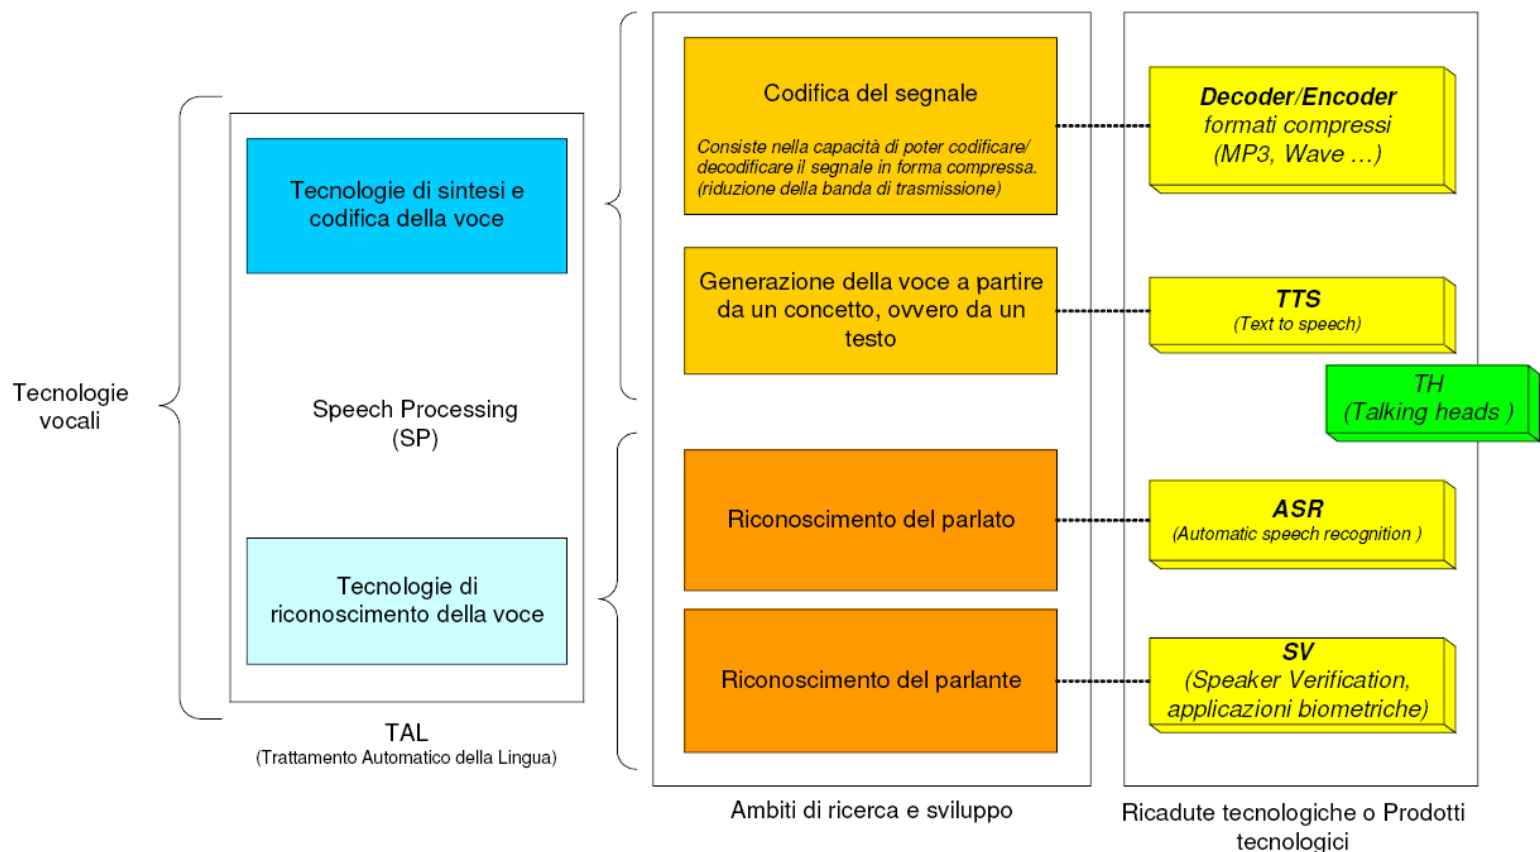 Tecnologie
vocali
Tecnologie di sintesi e
codifica della voce
Speech Processing
(SP)
Tecnologie di
riconoscimento della voce
TAL
(Trattamento Automatico della Lingua)
Codifica del segnale
Consiste nella capacità di poter codificare/
decodificare il segnale in forma compressa.
(riduzione della banda di trasmissione)
Generazione della voce a partire
da un concetto, ovvero da un
testo
Riconoscimento del parlato
Riconoscimento del parlante
Ambiti di ricerca e sviluppo
Decoder/Encoder
formati compressi
(MP3, Wave ...)
TTS
(Text to speech)
TH
(Talking heads )
ASR
(Automatic speech recognition )
SV
(Speaker Verification,
applicazioni biometriche)
Ricadute tecnologiche o Prodotti
tecnologici